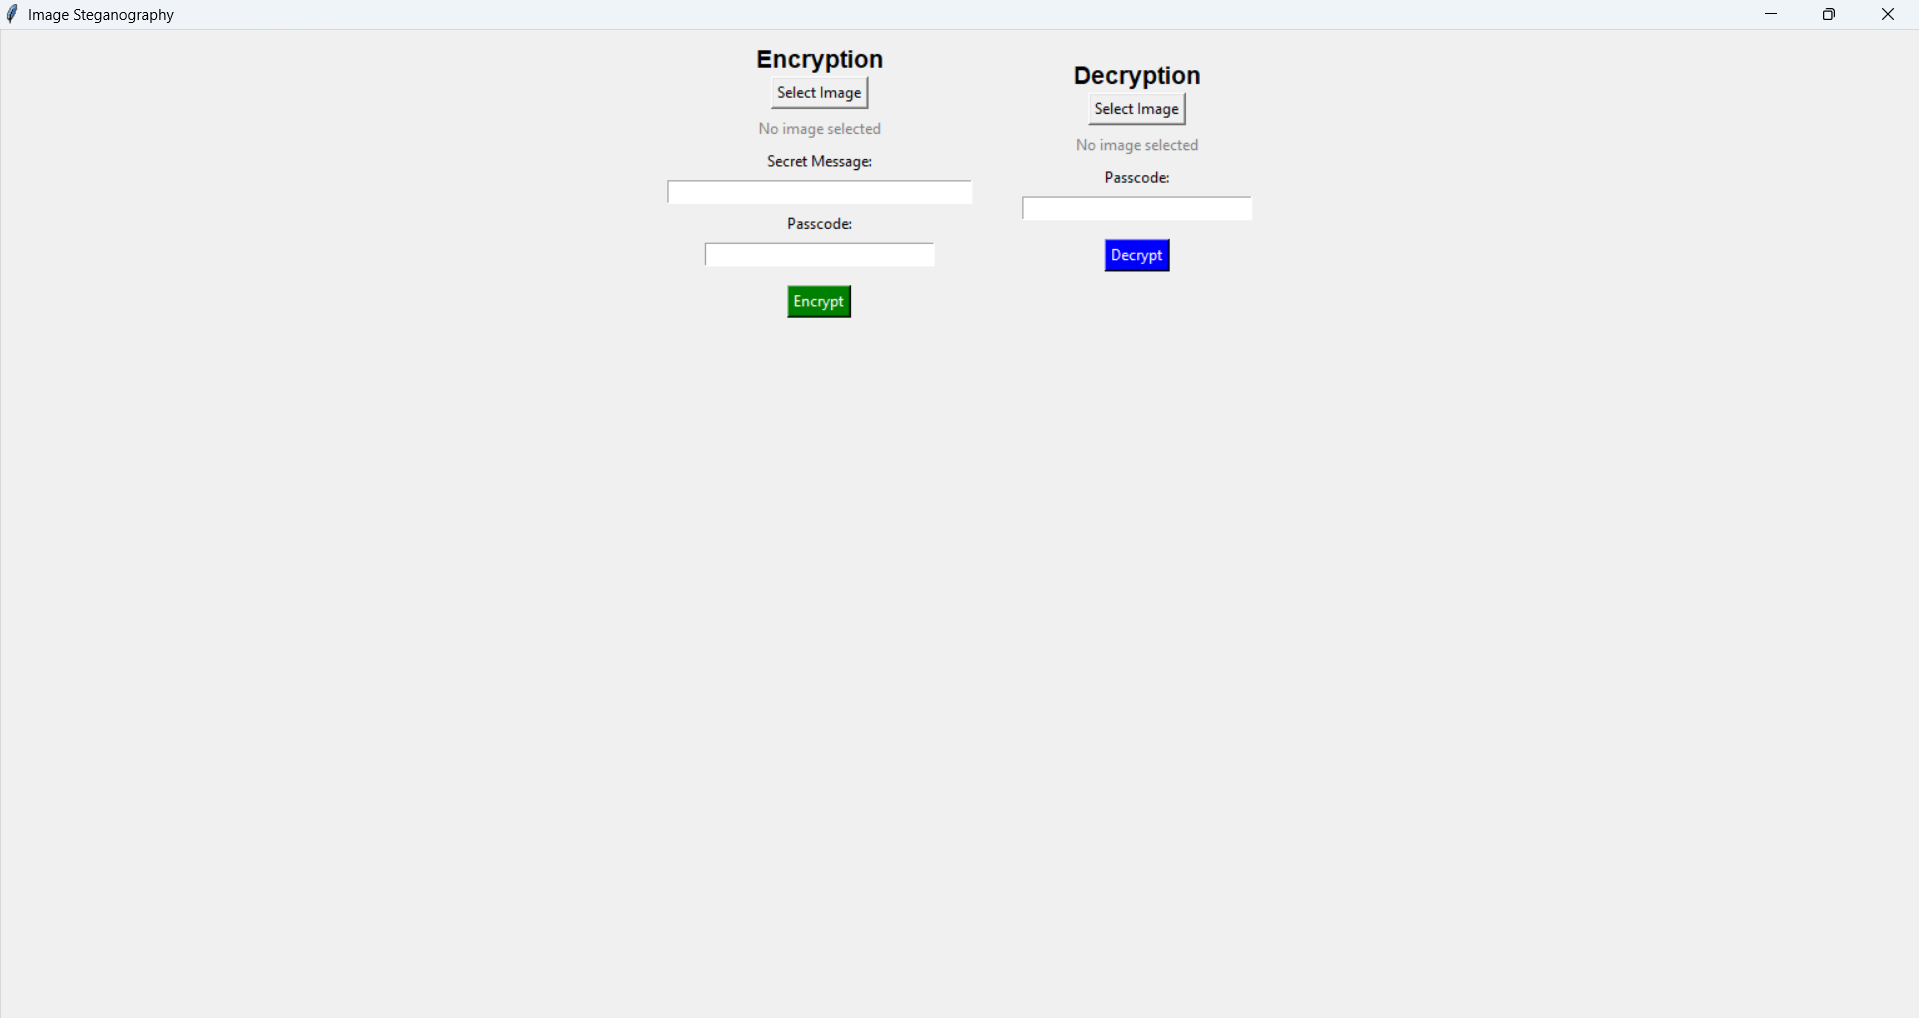 Image Steganography
Encryption
Select Image
No image selected
Secret Message:
Passcode:
Encrypt
Decryption
Select Image
No image selected
Passcode:
Decrypt